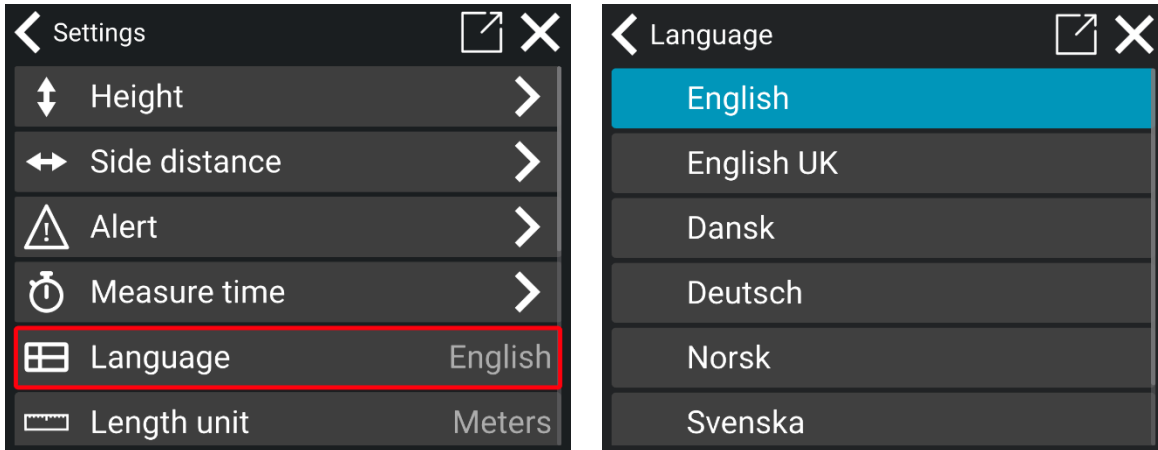 Settings
Height
Side distance
Alert
Measure time
Language English
Length unit Meters
Language
English
English UK
Dansk
Deutsch
Norsk
Svenska